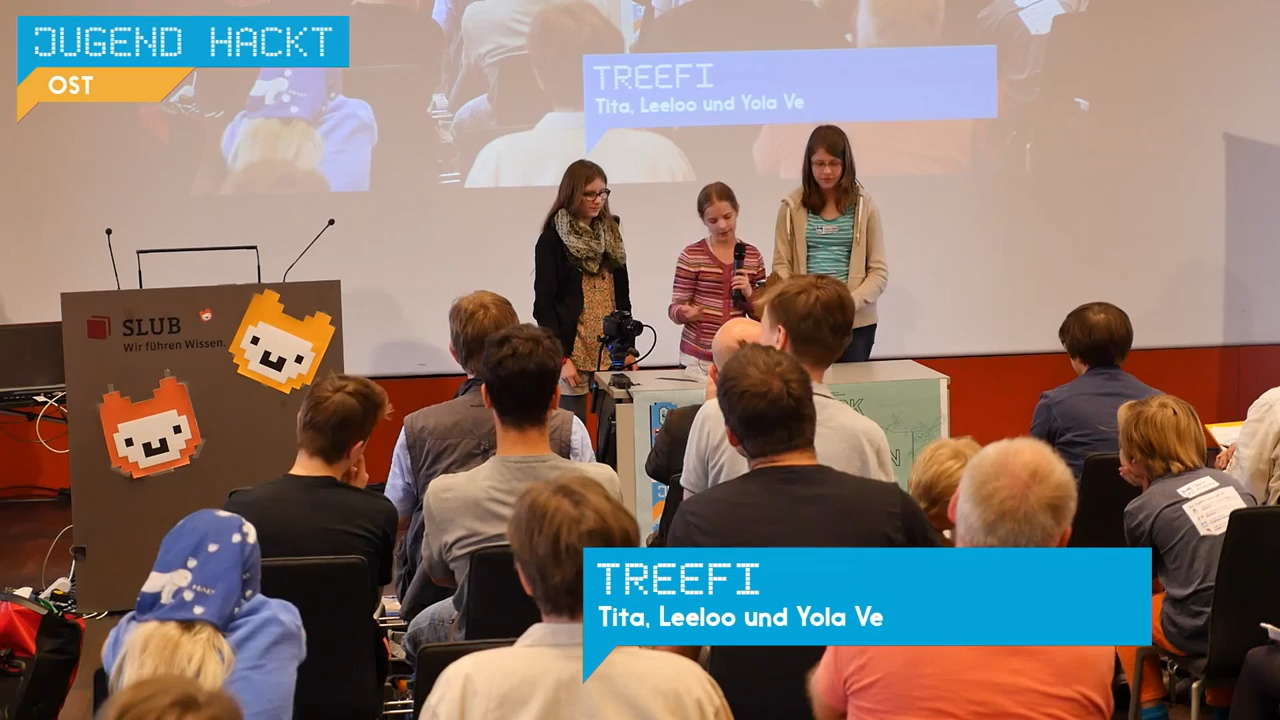 JUGEND HACKT
OST
TREEFI
Tita, Leeloo und Yola Ve
SLUB
Wir führen Wissen.
TREEFI
Tita, Leeloo und Yola Ve